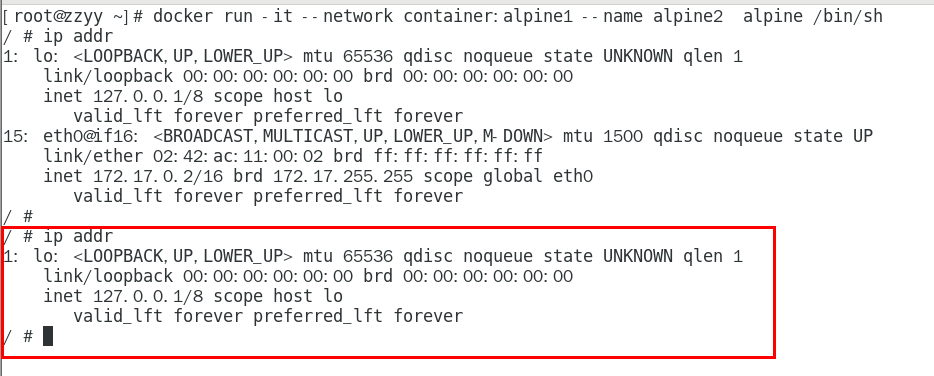 [root@zzyy ~]# docker run -it --network container:alpine1 --name alpine2  alpine /bin/sh
/ # ip addr
1: lo: <LOOPBACK,UP,LOWER_UP> mtu 65536 qdisc noqueue state UNKNOWN qlen 1
    link/loopback 00:00:00:00:00:00 brd 00:00:00:00:00:00
    inet 127.0.0.1/8 scope host lo
       valid_lft forever preferred_lft forever
15: eth0@if16: <BROADCAST,MULTICAST,UP,LOWER_UP,M-DOWN> mtu 1500 qdisc noqueue state UP
    link/ether 02:42:ac:11:00:02 brd ff:ff:ff:ff:ff:ff
    inet 172.17.0.2/16 brd 172.17.255.255 scope global eth0
       valid_lft forever preferred_lft forever
/ #
/ # ip addr
1: lo: <LOOPBACK,UP,LOWER_UP> mtu 65536 qdisc noqueue state UNKNOWN qlen 1
    link/loopback 00:00:00:00:00:00 brd 00:00:00:00:00:00
    inet 127.0.0.1/8 scope host lo
       valid_lft forever preferred_lft forever
/ #